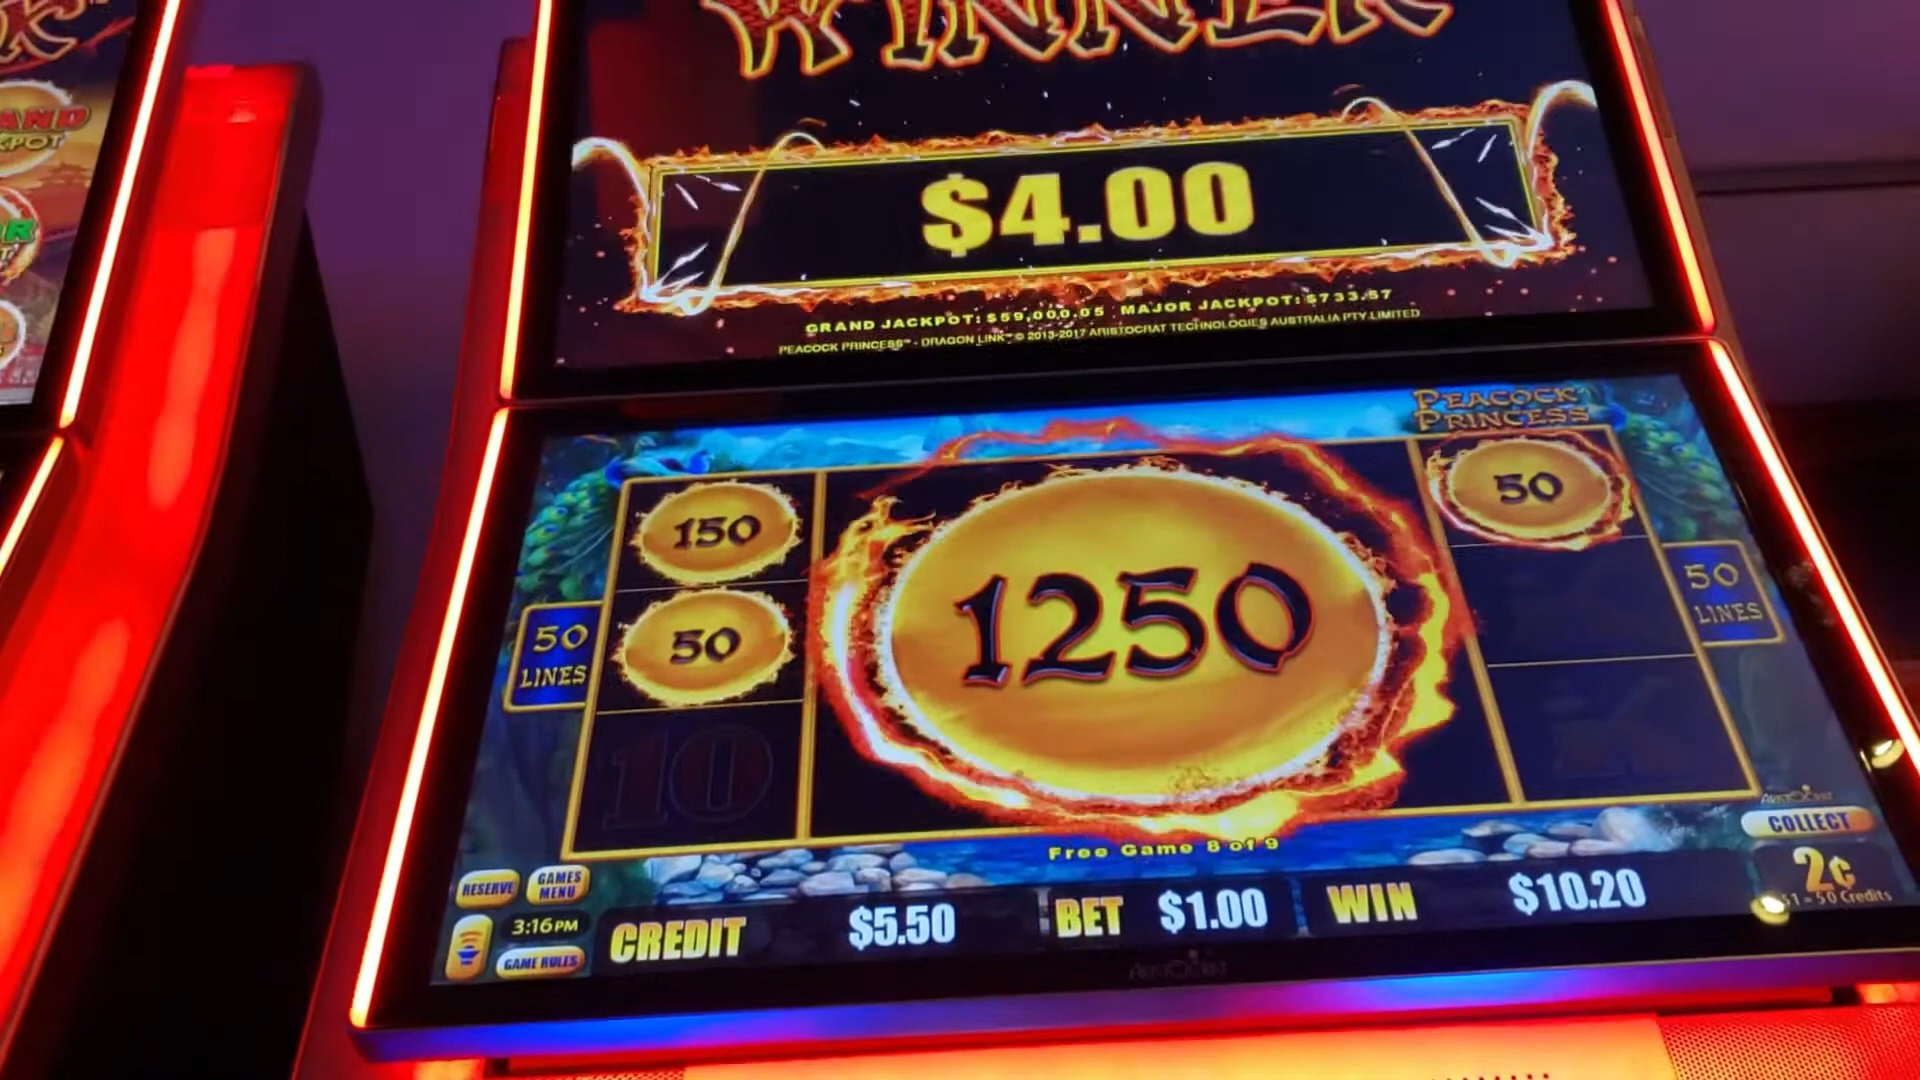 WINNER
AND
$4.00
GRAND JACKPOT: $59,000.05 MAJOR JACKPOT: $733.57
PEACOCK PRINCESS™ - DRAGON LINK™ © 2013-2017 ARISTOCRAT TECHNOLOGIES AUSTRALIA PTY LIMITED
PEACOCK
PRINCESS
150
1250
50
50
50
LINES
50
LINES
10
Free Game 8 of 9
ARISTOCRAT
COLLECT
RESERVE
GAMES
MENU
3:16PM
GAME RULES
CREDIT $5.50 BET $1.00 WIN $10.20
2¢
50 Credits
ARISTOCRAT